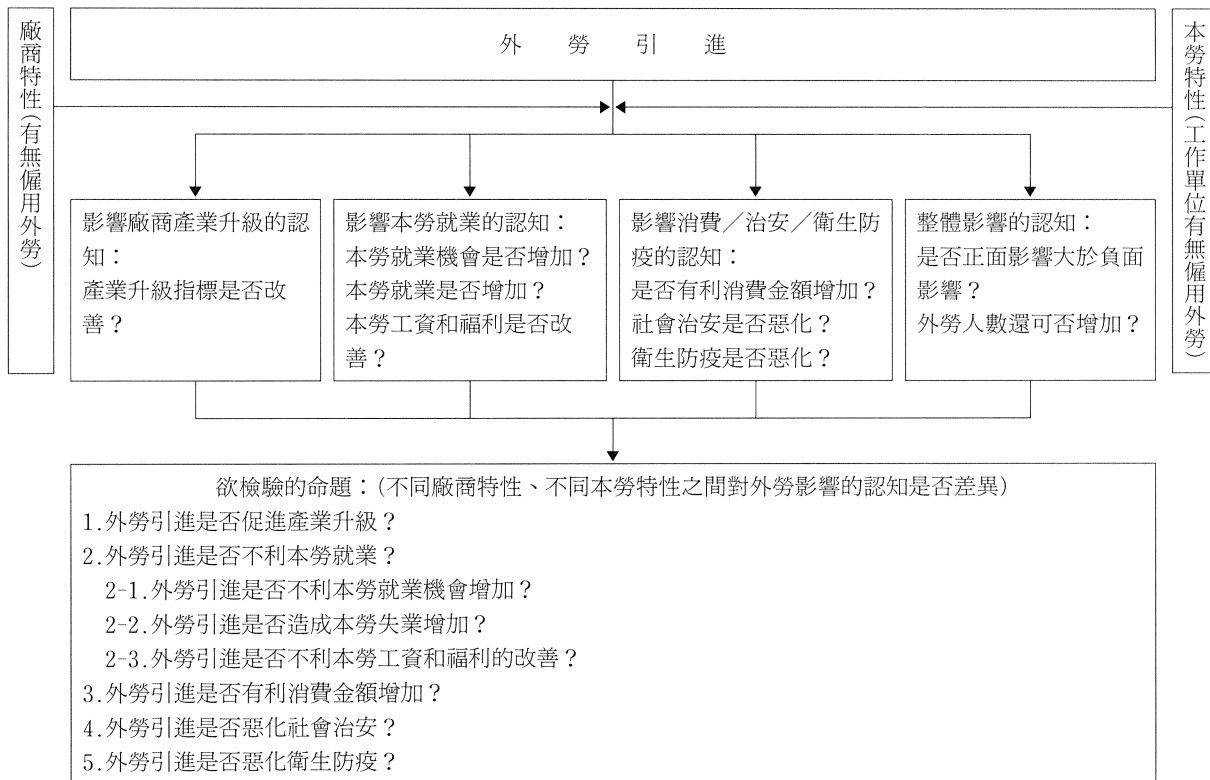 廠商特性(有無僱用外勞)
外勞引進
本勞特性(工作單位有無僱用外勞)
影響廠商產業升級的認
知：
產業升級指標是否改
善？
影響本勞就業的認知：
本勞就業機會是否增加？
本勞就業是否增加？
本勞工資和福利是否改
善？
影響消費／治安／衛生防
疫的認知：
是否有利消費金額增加？
社會治安是否惡化？
衛生防疫是否惡化？
整體影響的認知：
是否正面影響大於負面
影響？
外勞人數還可否增加？
欲檢驗的命題：(不同廠商特性、不同本勞特性之間對外勞影響的認知是否差異)
1.外勞引進是否促進產業升級？
2.外勞引進是否不利本勞就業？
2-1.外勞引進是否不利本勞就業機會增加？
2-2.外勞引進是否造成本勞失業增加？
2-3.外勞引進是否不利本勞工資和福利的改善？
3.外勞引進是否有利消費金額增加？
4.外勞引進是否惡化社會治安？
5.外勞引進是否惡化衛生防疫？